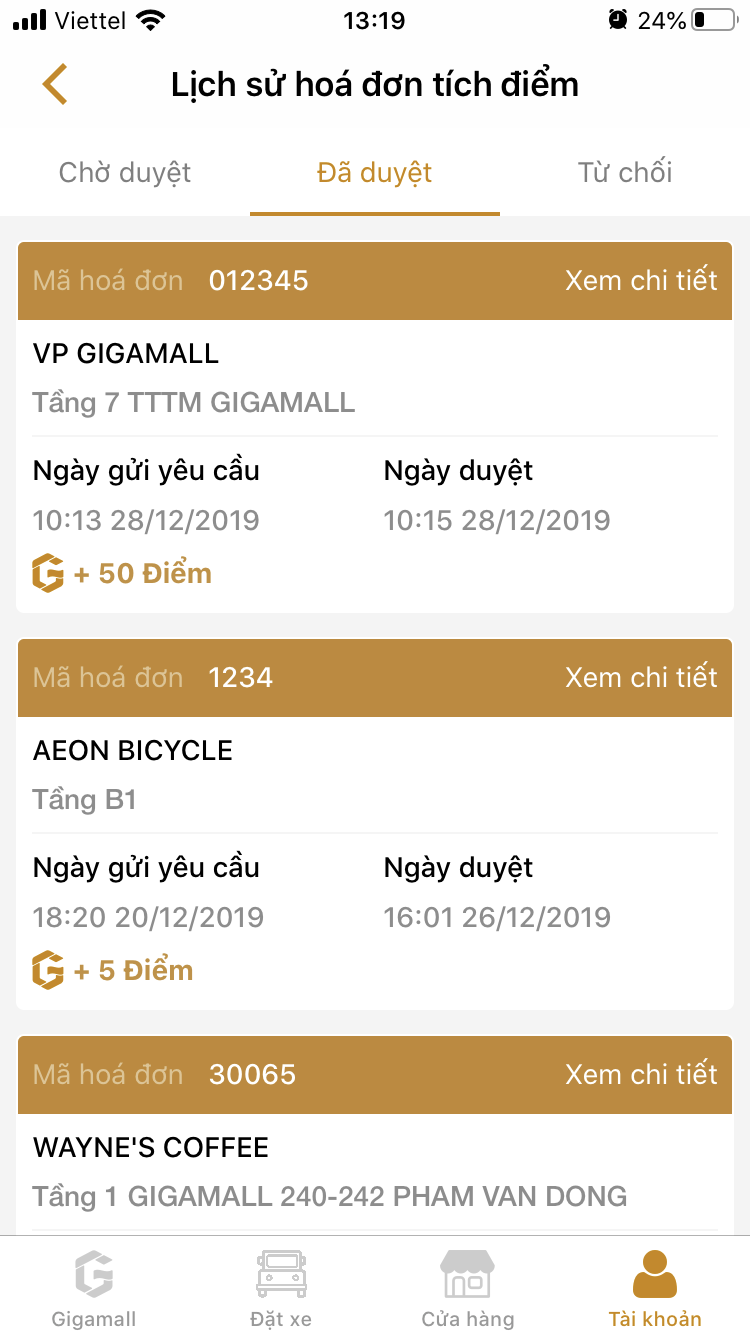 Viettel 13:19 24%
Lịch sử hoá đơn tích điểm
Chờ duyệt Đã duyệt Từ chối
Mã hoá đơn 012345 Xem chi tiết
VP GIGAMALL
Tầng 7 TTTM GIGAMALL
Ngày gửi yêu cầu Ngày duyệt
10:13 28/12/2019 10:15 28/12/2019
+ 50 Điểm
Mã hoá đơn 1234 Xem chi tiết
AEON BICYCLE
Tầng B1
Ngày gửi yêu cầu Ngày duyệt
18:20 20/12/2019 16:01 26/12/2019
+ 5 Điểm
Mã hoá đơn 30065 Xem chi tiết
WAYNE'S COFFEE
Tầng 1 GIGAMALL 240-242 PHAM VAN DONG
Gigamall Đặt xe Cửa hàng Tài khoản